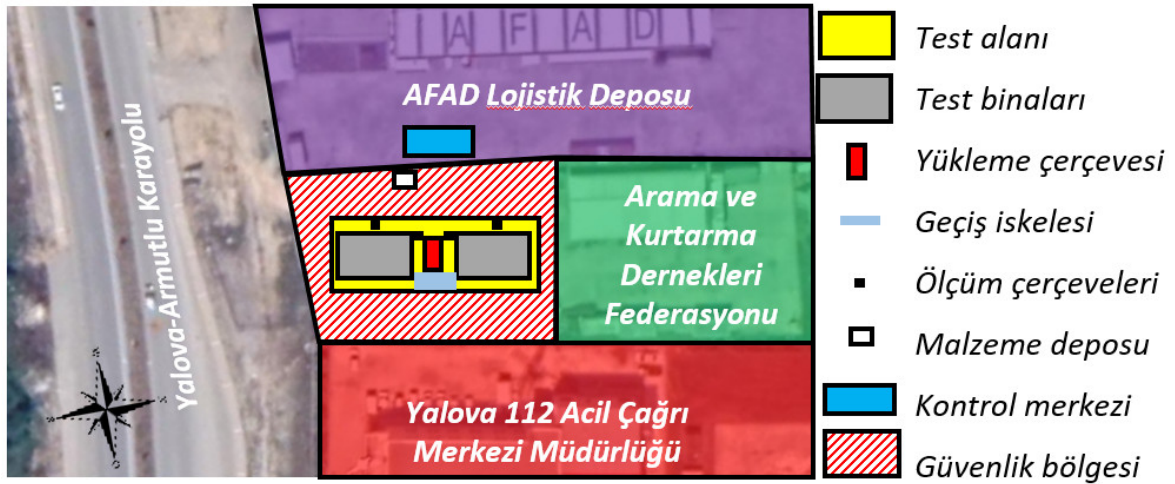 AFAD
AFAD Lojistik Deposu
Yalova-Armutlu Karayolu
Arama ve
Kurtarma
Dernekleri
Federasyonu
Yalova 112 Acil Çağrı
Merkezi Müdürlüğü
Test alanı
Test binaları
Yükleme çerçevesi
Geçiş iskelesi
Ölçüm çerçeveleri
Malzeme deposu
Kontrol merkezi
Güvenlik bölgesi